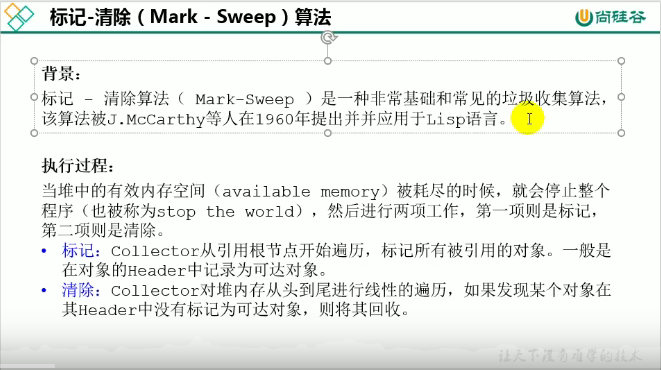 标记-清除（Mark - Sweep）算法
尚硅谷
背景：
标记 - 清除算法（ Mark-Sweep ）是一种非常基础和常见的垃圾收集算法，
该算法被J.McCarthy等人在1960年提出并并应用于Lisp语言。
执行过程：
当堆中的有效内存空间（available memory）被耗尽的时候，就会停止整个
程序（也被称为stop the world），然后进行两项工作，第一项则是标记，
第二项则是清除。
• 标记：Collector从引用根节点开始遍历，标记所有被引用的对象。一般是
在对象的Header中记录为可达对象。
• 清除：Collector对堆内存从头到尾进行线性的遍历，如果发现某个对象在
其Header中没有标记为可达对象，则将其回收。
让天下没有难学的技术